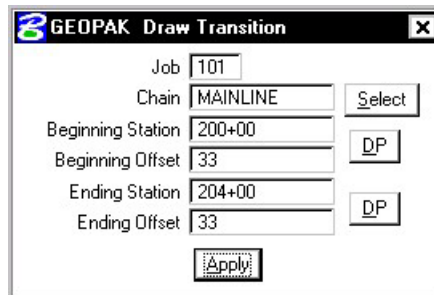 GEOPAK Draw Transition
Job 101
Chain MAINLINE Select
Beginning Station 200+00
DP
Beginning Offset 33
Ending Station 204+00
DP
Ending Offset 33
Apply